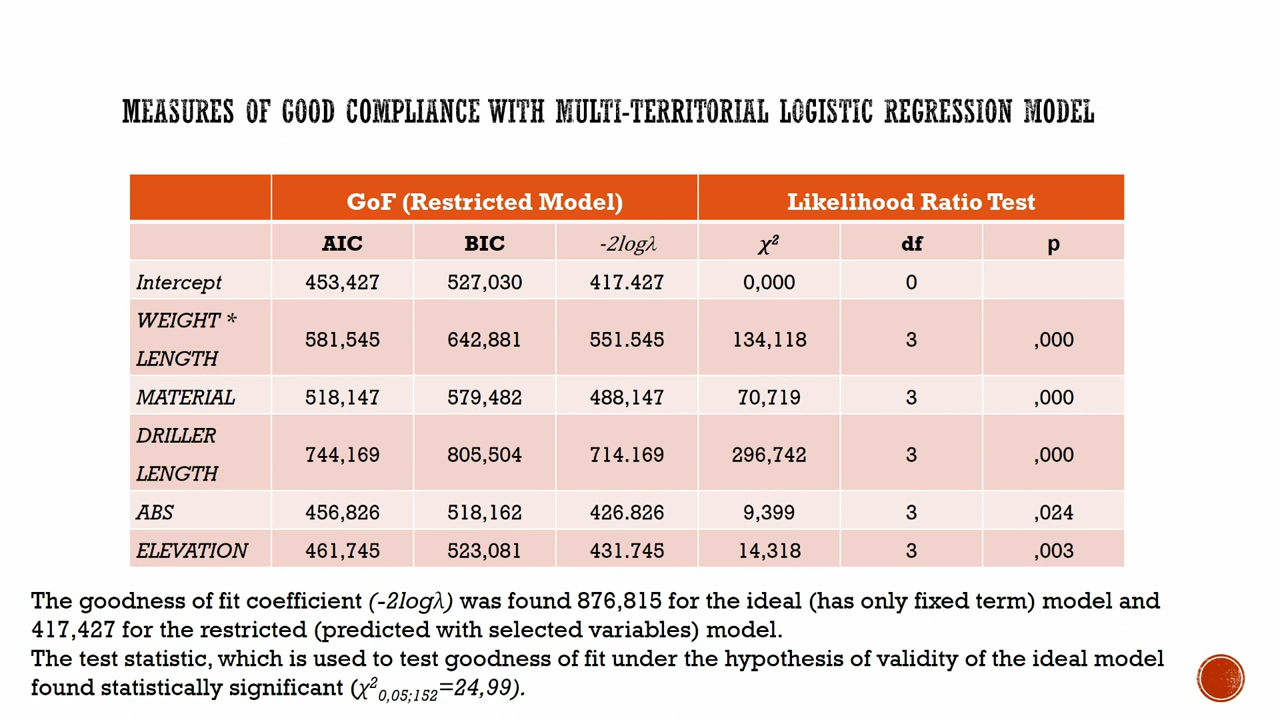 MEASURES OF GOOD COMPLIANCE WITH MULTI-TERRITORIAL LOGISTIC REGRESSION MODEL
GoF (Restricted Model) Likelihood Ratio Test
AIC BIC -2logλ χ² df p
Intercept 453,427 527,030 417.427 0,000 0
WEIGHT * LENGTH 581,545 642,881 551.545 134,118 3 ,000
MATERIAL 518,147 579,482 488,147 70,719 3 ,000
DRILLER LENGTH 744,169 805,504 714.169 296,742 3 ,000
ABS 456,826 518,162 426.826 9,399 3 ,024
ELEVATION 461,745 523,081 431.745 14,318 3 ,003
The goodness of fit coefficient (-2logλ) was found 876,815 for the ideal (has only fixed term) model and
417,427 for the restricted (predicted with selected variables) model.
The test statistic, which is used to test goodness of fit under the hypothesis of validity of the ideal model
found statistically significant (χ²0,05;152=24,99).